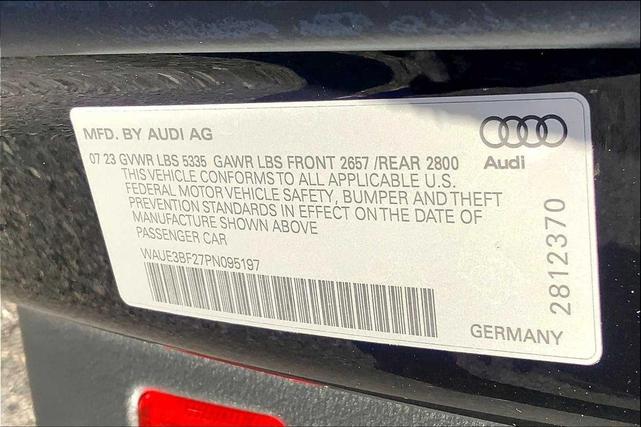 MFD. BY AUDI AG
07 23 GVWR LBS 5335 GAWR LBS FRONT 2657 /REAR 2800
THIS VEHICLE CONFORMS TO ALL APPLICABLE U.S.
FEDERAL MOTOR VEHICLE SAFETY, BUMPER AND THEFT
PREVENTION STANDARDS IN EFFECT ON THE DATE OF
MANUFACTURE SHOWN ABOVE
PASSENGER CAR
WAUE3BF27PN095197
Audi
2812370
GERMANY